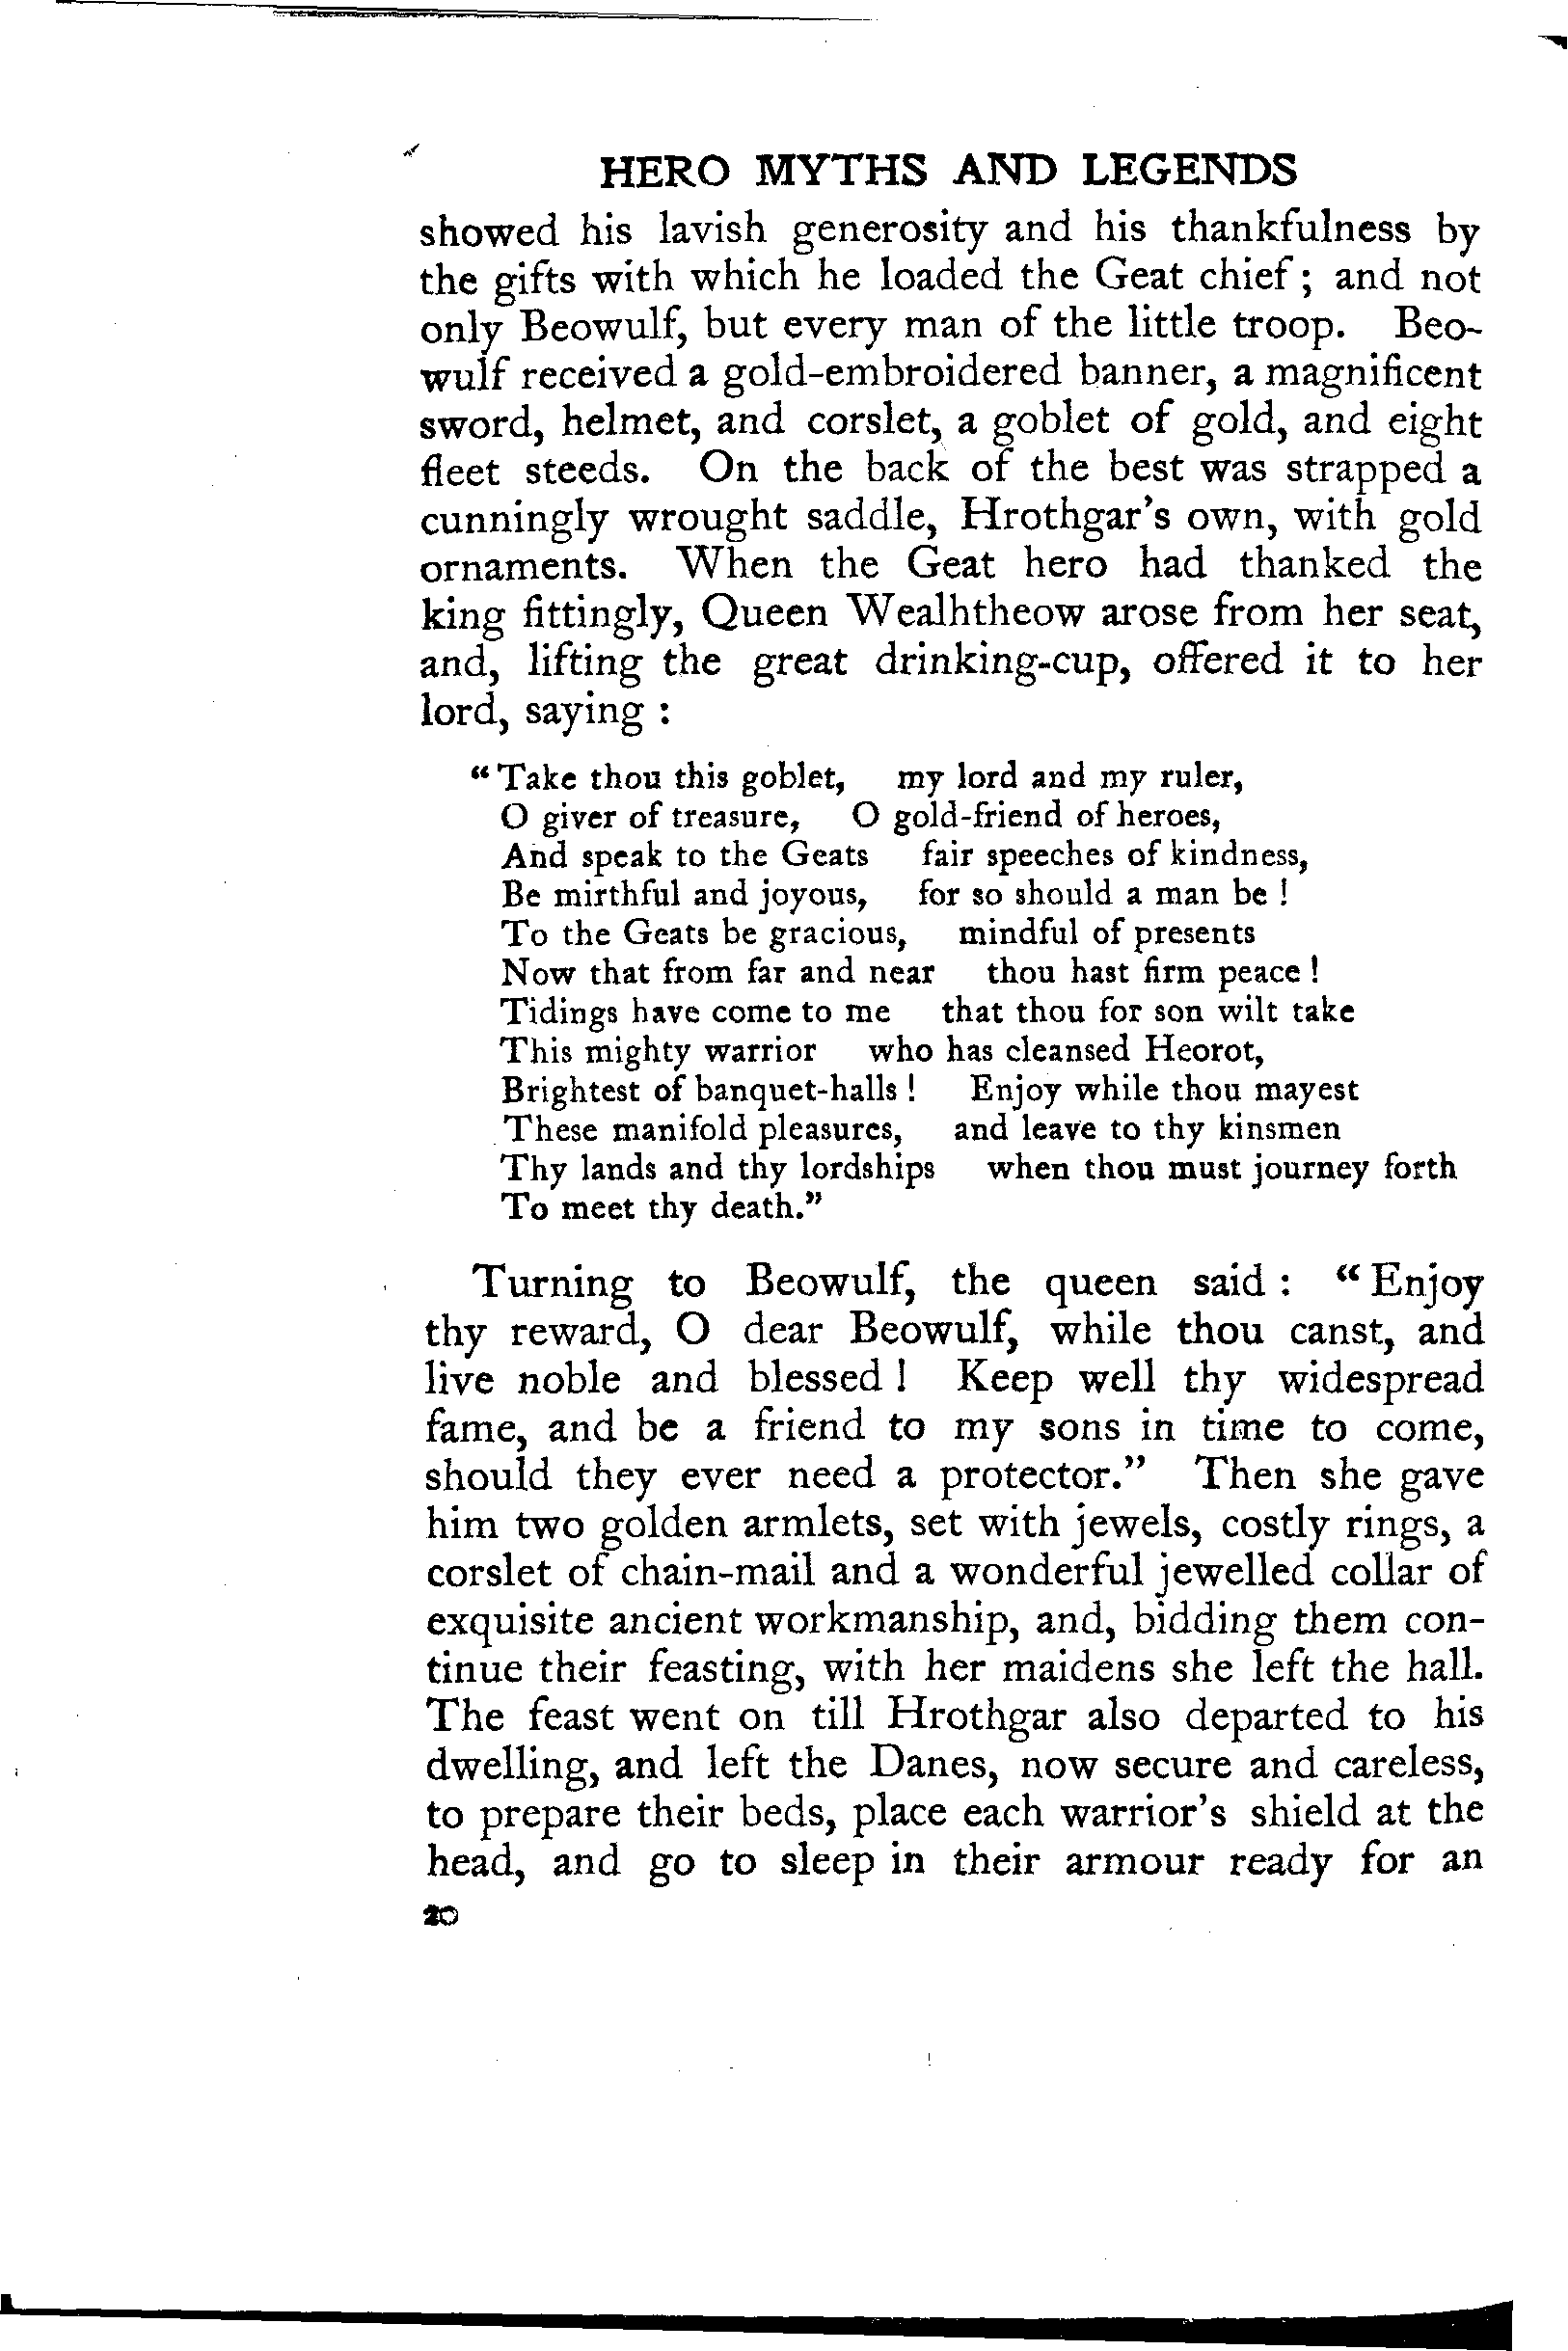 HERO MYTHS AND LEGENDS
showed his lavish generosity and his thankfulness by
the gifts with which he loaded the Geat chief; and not
only Beowulf, but every man of the little troop. Beo-
wulf received a gold-embroidered banner, a magnificent
sword, helmet, and corslet, a goblet of gold, and eight
fleet steeds. On the back of the best was strapped a
cunningly wrought saddle, Hrothgar's own, with gold
ornaments. When the Geat hero had thanked the
king fittingly, Queen Wealhtheow arose from her seat,
and, lifting the great drinking-cup, offered it to her
lord, saying :
“Take thou this goblet, my lord and my ruler,
O giver of treasure, O gold-friend of heroes,
And speak to the Geats fair speeches of kindness,
Be mirthful and joyous, for so should a man be !
To the Geats be gracious, mindful of presents
Now that from far and near thou hast firm peace !
Tidings have come to me that thou for son wilt take
This mighty warrior who has cleansed Heorot,
Brightest of banquet-halls ! Enjoy while thou mayest
These manifold pleasures, and leave to thy kinsmen
Thy lands and thy lordships when thou must journey forth
To meet thy death.”
Turning to Beowulf, the queen said : “Enjoy
thy reward, O dear Beowulf, while thou canst, and
live noble and blessed ! Keep well thy widespread
fame, and be a friend to my sons in time to come,
should they ever need a protector.” Then she gave
him two golden armlets, set with jewels, costly rings, a
corslet of chain-mail and a wonderful jewelled collar of
exquisite ancient workmanship, and, bidding them con-
tinue their feasting, with her maidens she left the hall.
The feast went on till Hrothgar also departed to his
dwelling, and left the Danes, now secure and careless,
to prepare their beds, place each warrior's shield at the
head, and go to sleep in their armour ready for an
20